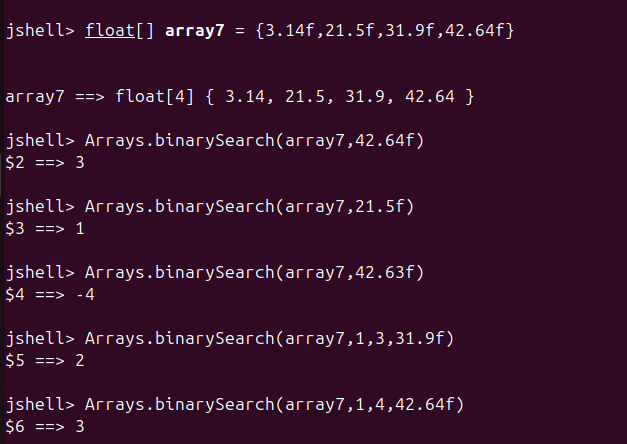 jshell> float[] array7 = {3.14f,21.5f,31.9f,42.64f}
array7 ==> float[4] { 3.14, 21.5, 31.9, 42.64 }
jshell> Arrays.binarySearch(array7,42.64f)
$2 ==> 3
jshell> Arrays.binarySearch(array7,21.5f)
$3 ==> 1
jshell> Arrays.binarySearch(array7,42.63f)
$4 ==> -4
jshell> Arrays.binarySearch(array7,1,3,31.9f)
$5 ==> 2
jshell> Arrays.binarySearch(array7,1,4,42.64f)
$6 ==> 3